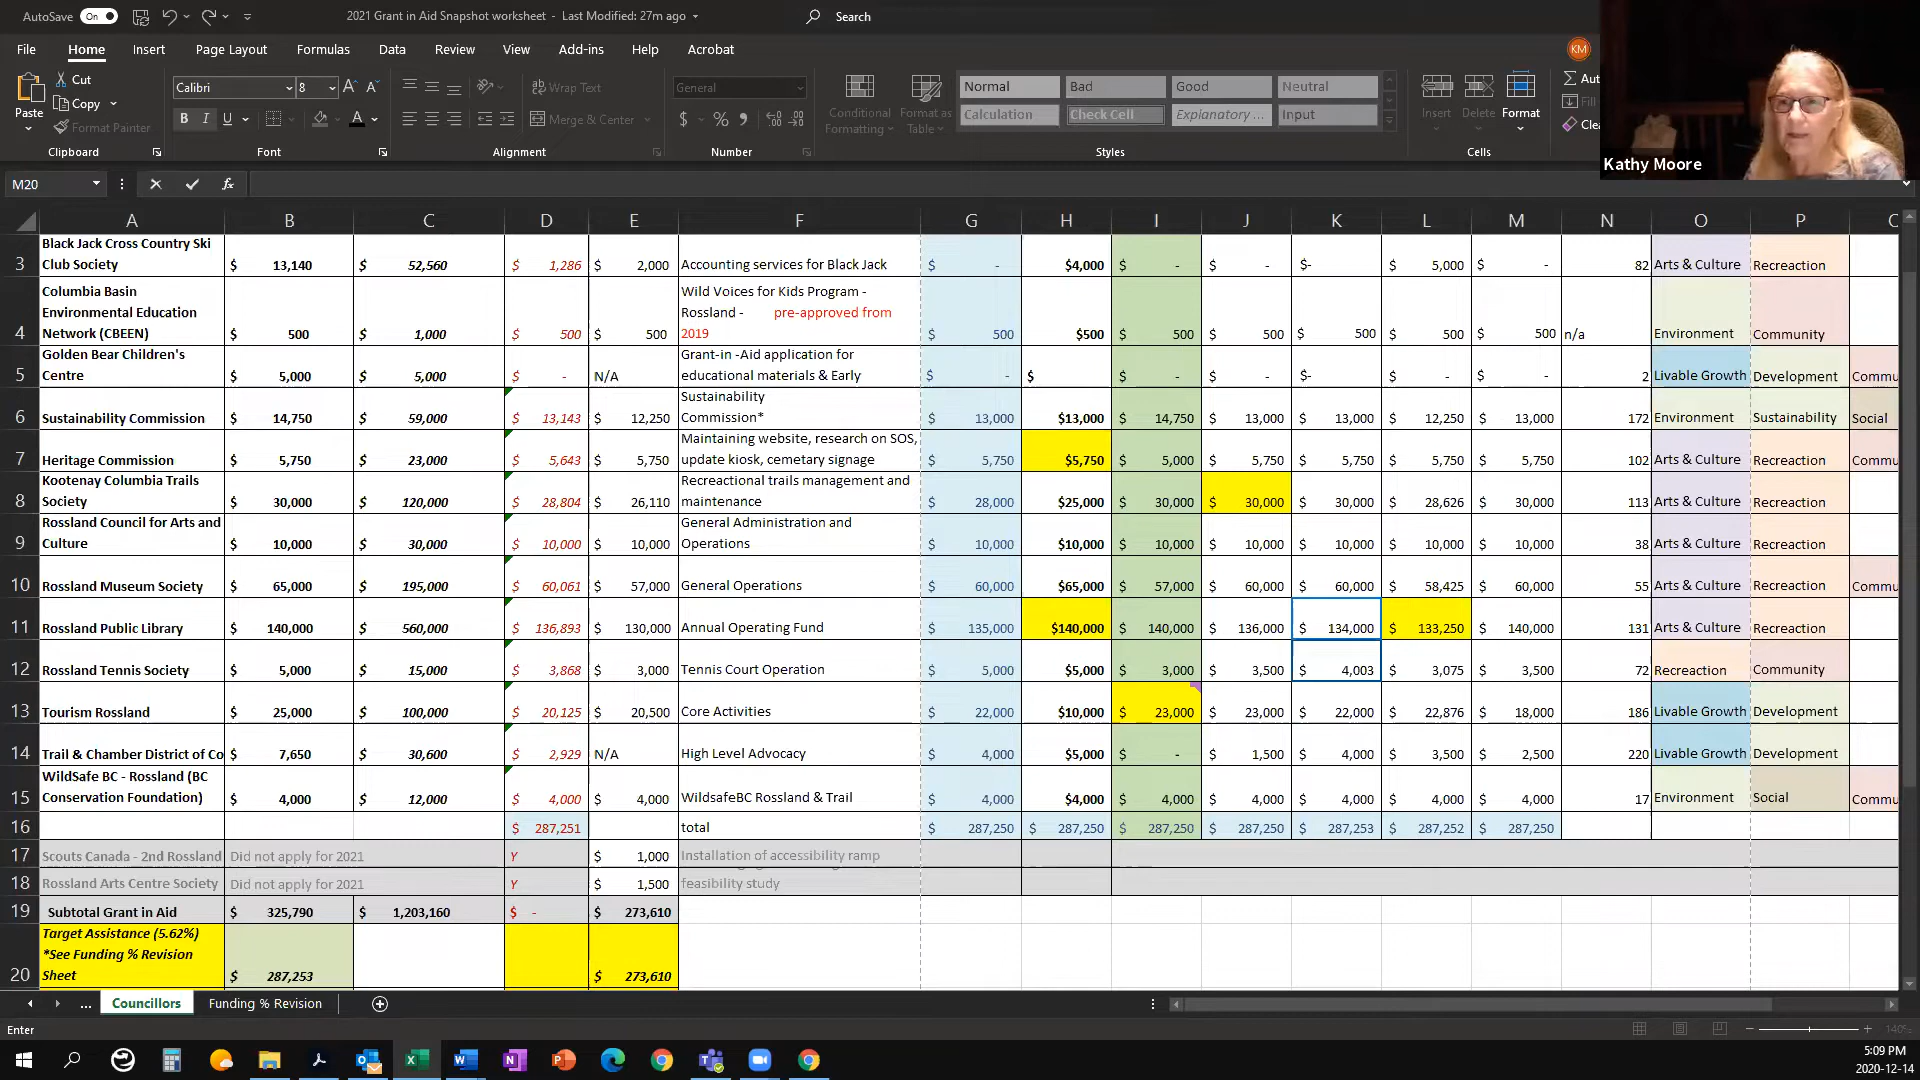 AutoSave On 2021 Grant in Aid Snapshot worksheet - Last Modified: 27m ago Search
File Home Insert Page Layout Formulas Data Review View Add-ins Help Acrobat KM
Paste Cut Copy Format Painter Calibri 8 B I U Wrap Text Merge & Center General $ % Conditional Formatting Format as Table Normal Bad Good Neutral Calculation Check Cell Explanatory ... Input Insert Delete Format Aut Fill Clea
Clipboard Font Alignment Number Styles Cells
Kathy Moore
M20 fx
A B C D E F G H I J K L M N O P
3 Black Jack Cross Country Ski
Club Society $ 13,140 $ 52,560 $ 1,286 $ 2,000 Accounting services for Black Jack $ - $4,000 $ - $ - $- $ 5,000 $ - 82 Arts & Culture Recreaction
Columbia Basin
Environmental Education Wild Voices for Kids Program -
Rossland - pre-approved from
4 Network (CBEEN) $ 500 $ 1,000 $ 500 $ 500 2019 $ 500 $500 $ 500 $ 500 $ 500 $ 500 $ 500 n/a Environment Community
Golden Bear Children's Grant-in -Aid application for
5 Centre $ 5,000 $ 5,000 $ - N/A educational materials & Early $ - $ $ - $ - $- $ - $ - 2 Livable Growth Development Commu
Sustainability
6 Sustainability Commission $ 14,750 $ 59,000 $ 13,143 $ 12,250 Commission* $ 13,000 $13,000 $ 14,750 $ 13,000 $ 13,000 $ 12,250 $ 13,000 172 Environment Sustainability Social
Maintaining website, research on SOS,
7 Heritage Commission $ 5,750 $ 23,000 $ 5,643 $ 5,750 update kiosk, cemetary signage $ 5,750 $5,750 $ 5,000 $ 5,750 $ 5,750 $ 5,750 $ 5,750 102 Arts & Culture Recreaction Commu
Kootenay Columbia Trails Recreactional trails management and
8 Society $ 30,000 $ 120,000 $ 28,804 $ 26,110 maintenance $ 28,000 $25,000 $ 30,000 $ 30,000 $ 30,000 $ 28,626 $ 30,000 113 Arts & Culture Recreaction
Rossland Council for Arts and General Administration and
9 Culture $ 10,000 $ 30,000 $ 10,000 $ 10,000 Operations $ 10,000 $10,000 $ 10,000 $ 10,000 $ 10,000 $ 10,000 $ 10,000 38 Arts & Culture Recreaction
10 Rossland Museum Society $ 65,000 $ 195,000 $ 60,061 $ 57,000 General Operations $ 60,000 $65,000 $ 57,000 $ 60,000 $ 60,000 $ 58,425 $ 60,000 55 Arts & Culture Recreaction Commu
11 Rossland Public Library $ 140,000 $ 560,000 $ 136,893 $ 130,000 Annual Operating Fund $ 135,000 $140,000 $ 140,000 $ 136,000 $ 134,000 $ 133,250 $ 140,000 131 Arts & Culture Recreaction
12 Rossland Tennis Society $ 5,000 $ 15,000 $ 3,868 $ 3,000 Tennis Court Operation $ 5,000 $5,000 $ 3,000 $ 3,500 $ 4,003 $ 3,075 $ 3,500 72 Recreaction Community
13 Tourism Rossland $ 25,000 $ 100,000 $ 20,125 $ 20,500 Core Activities $ 22,000 $10,000 $ 23,000 $ 23,000 $ 22,000 $ 22,876 $ 18,000 186 Livable Growth Development
14 Trail & Chamber District of Co $ 7,650 $ 30,600 $ 2,929 N/A High Level Advocacy $ 4,000 $5,000 $ - $ 1,500 $ 4,000 $ 3,500 $ 2,500 220 Livable Growth Development
WildSafe BC - Rossland (BC
15 Conservation Foundation) $ 4,000 $ 12,000 $ 4,000 $ 4,000 WildsafeBC Rossland & Trail $ 4,000 $4,000 $ 4,000 $ 4,000 $ 4,000 $ 4,000 $ 4,000 17 Environment Social Commu
16 $ 287,251 total $ 287,250 $ 287,250 $ 287,250 $ 287,250 $ 287,253 $ 287,252 $ 287,250
17 Scouts Canada - 2nd Rossland Did not apply for 2021 Y $ 1,000 Installation of accessibility ramp
18 Rossland Arts Centre Society Did not apply for 2021 Y $ 1,500 feasibility study
19 Subtotal Grant in Aid $ 325,790 $ 1,203,160 $ - $ 273,610
Target Assistance (5.62%)
*See Funding % Revision
20 Sheet $ 287,253 $ 273,610
... Councillors Funding % Revision
Enter 140%
5:09 PM
2020-12-14